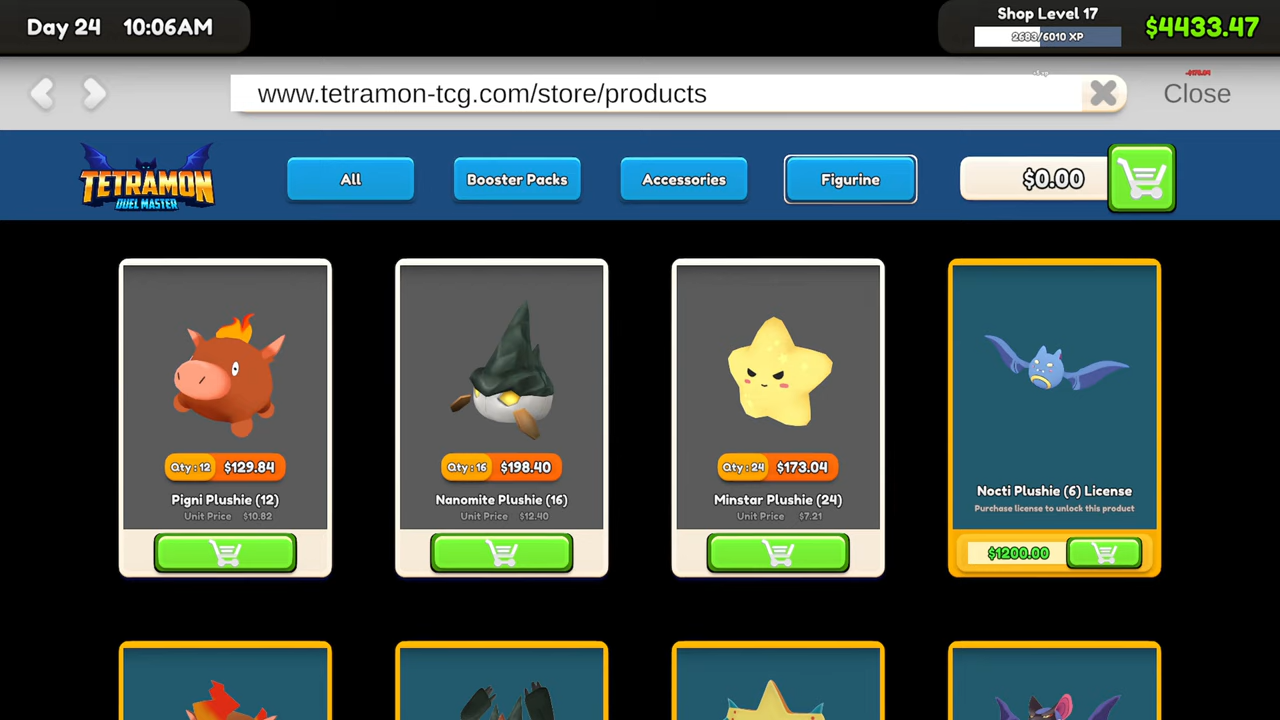 Day 24 10:06AM
Shop Level 17
2683/6010 XP
$4433.47
www.tetramon-tcg.com/store/products
Close
TETRAMON
DUEL MASTER
All
Booster Packs
Accessories
Figurine
$0.00
Qty : 12 $129.84
Pigni Plushie (12)
Unit Price $10.82
Qty : 16 $198.40
Nanomite Plushie (16)
Unit Price $12.40
Qty : 24 $173.04
Minstar Plushie (24)
Unit Price $7.21
Nocti Plushie (6) License
Purchase license to unlock this product
$1200.00